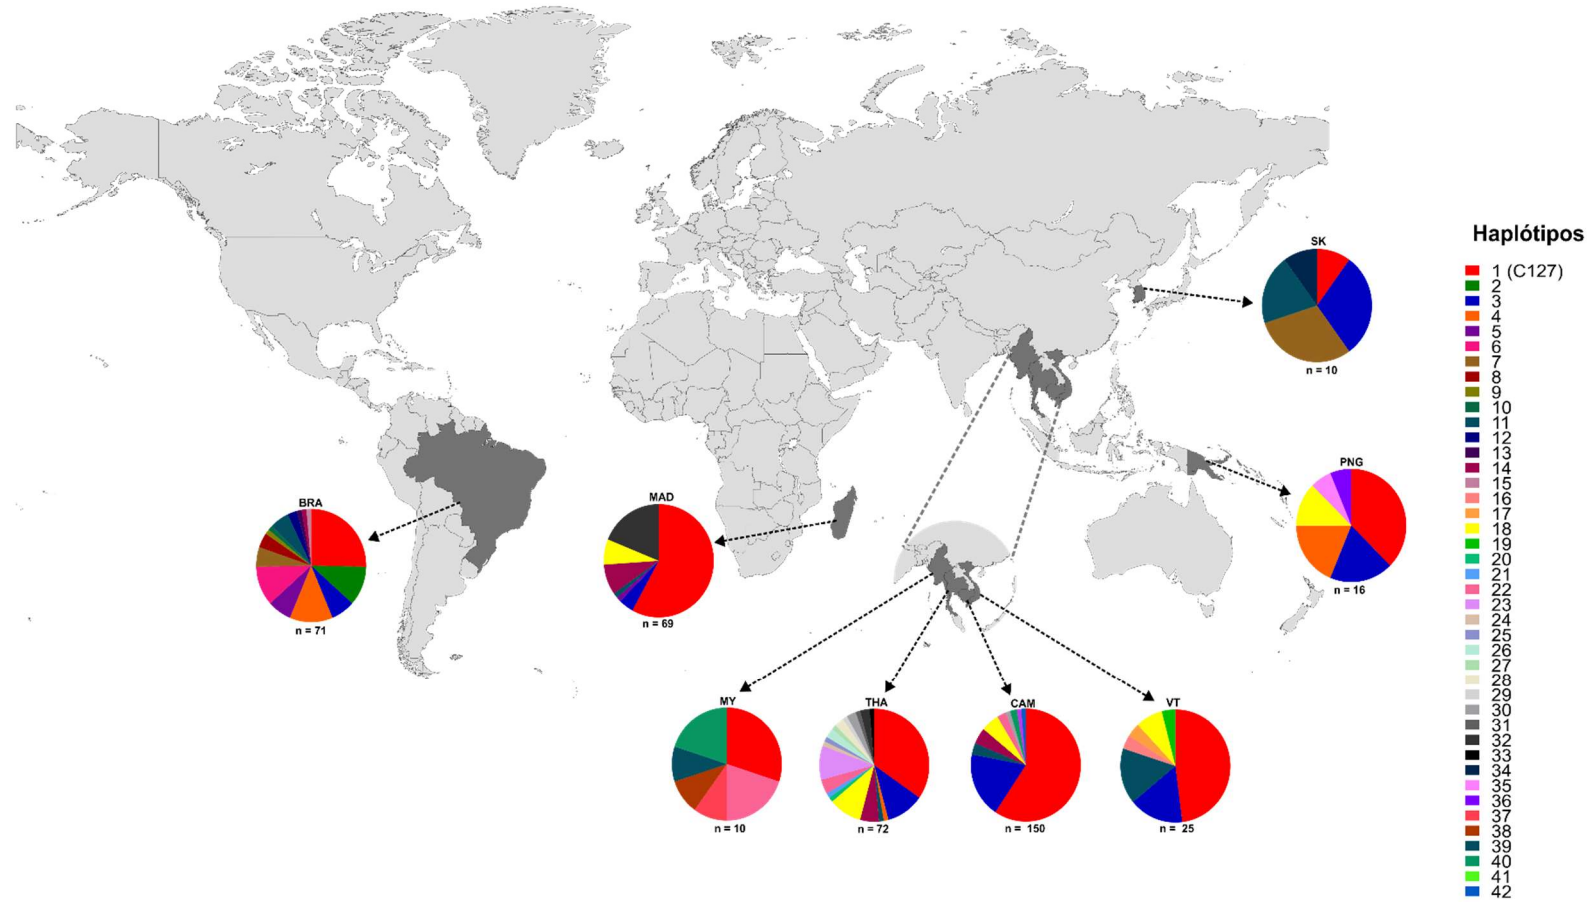 SK
n = 10
PNG
n = 16
BRA
n = 71
MAD
n = 69
MY
n = 10
THA
n = 72
CAM
n = 150
VT
n = 25
Haplótipos
1 (C127)
2
3
4
5
6
7
8
9
10
11
12
13
14
15
16
17
18
19
20
21
22
23
24
25
26
27
28
29
30
31
32
33
34
35
36
37
38
39
40
41
42